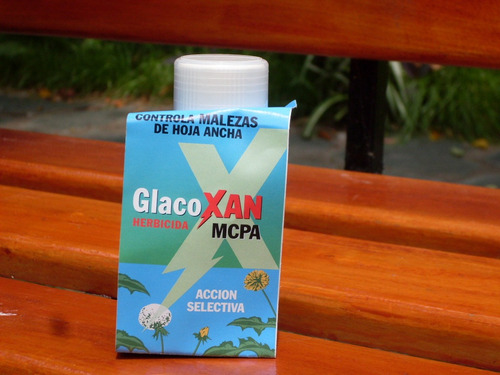 CONTROLA MALEZAS
DE HOJA ANCHA
GlacoXAN
HERBICIDA
MCPA
ACCION
SELECTIVA